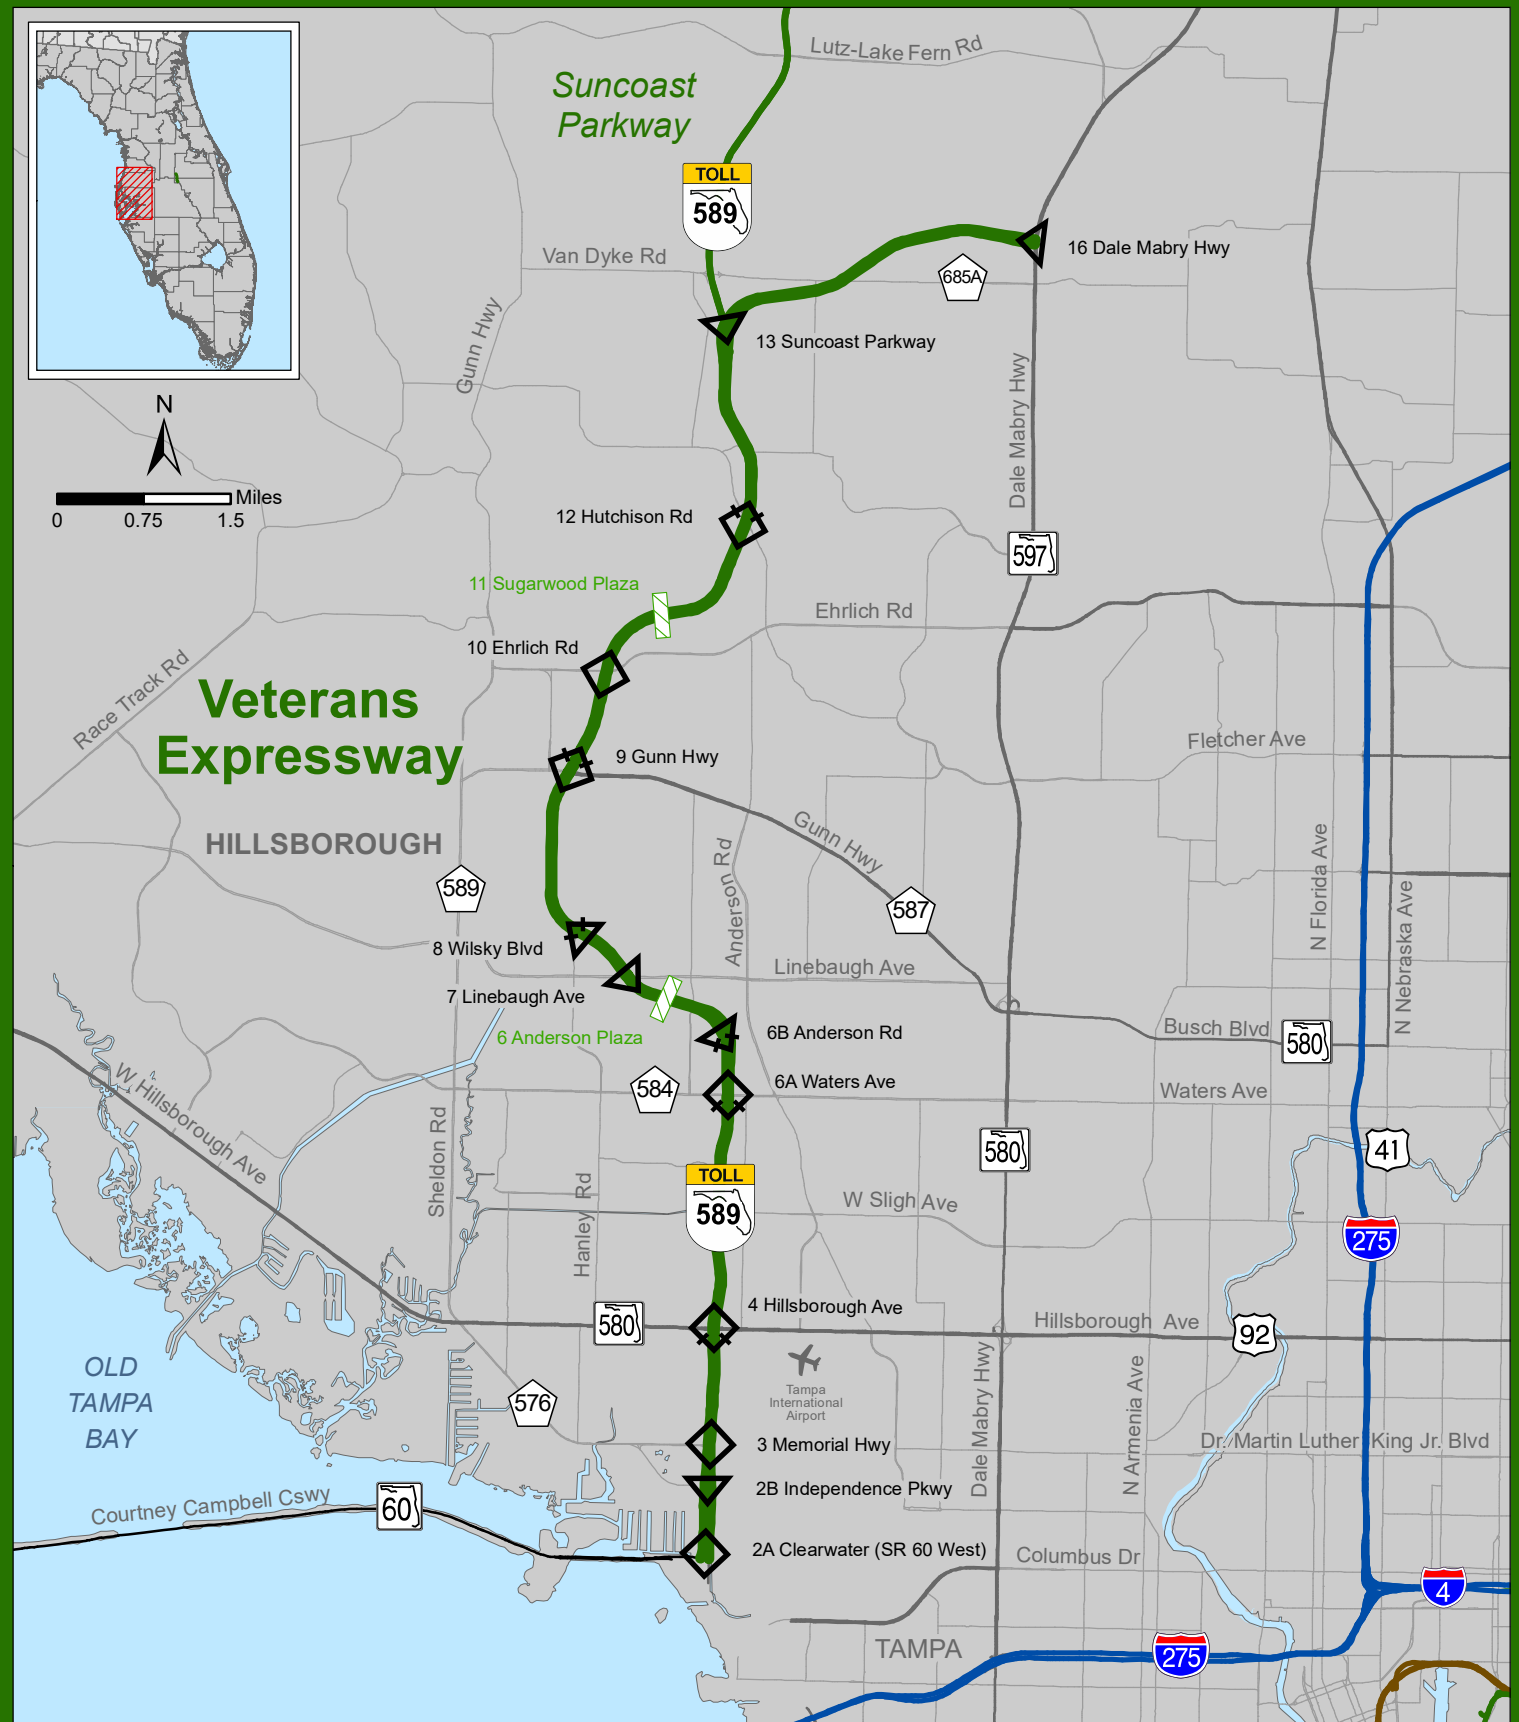 Lutz-Lake Fern Rd
Suncoast
Parkway
TOLL
589
Van Dyke Rd
16 Dale Mabry Hwy
685A
13 Suncoast Parkway
Gunn Hwy
Dale Mabry Hwy
N
Miles
0 0.75 1.5
12 Hutchison Rd
597
11 Sugarwood Plaza
Ehrlich Rd
10 Ehrlich Rd
Race Track Rd
Veterans
Expressway
Fletcher Ave
9 Gunn Hwy
HILLSBOROUGH
Gunn Hwy
589
Anderson Rd
587
N Florida Ave
N Nebraska Ave
8 Wilsky Blvd
Linebaugh Ave
7 Linebaugh Ave
6 Anderson Plaza
6B Anderson Rd
Busch Blvd
580
6A Waters Ave
584
Waters Ave
W Hillsborough Ave
Sheldon Rd
580
41
TOLL
589
Hanley Rd
W Sligh Ave
275
4 Hillsborough Ave
580
Hillsborough Ave
92
OLD
TAMPA
BAY
Tampa
International
Airport
576
Dale Mabry Hwy
N Armenia Ave
3 Memorial Hwy
Dr. Martin Luther King Jr. Blvd
2B Independence Pkwy
Courtney Campbell Cswy
60
2A Clearwater (SR 60 West)
Columbus Dr
4
TAMPA
275